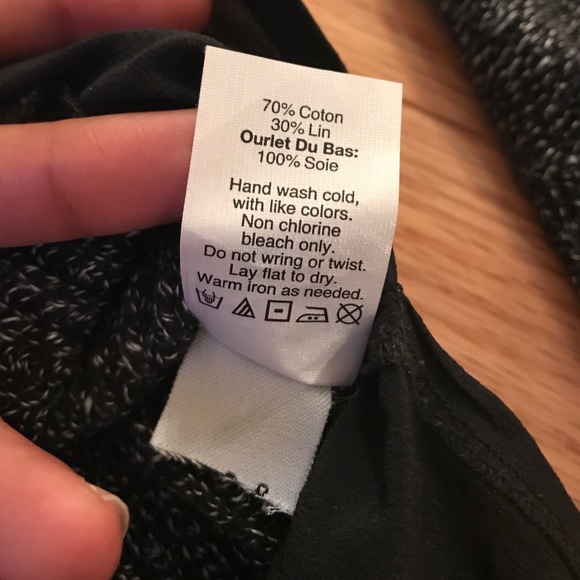 70% Coton
30% Lin
Ourlet Du Bas:
100% Soie
Hand wash cold,
with like colors.
Non chlorine
bleach only.
Do not wring or twist.
Lay flat to dry.
Warm iron as needed.